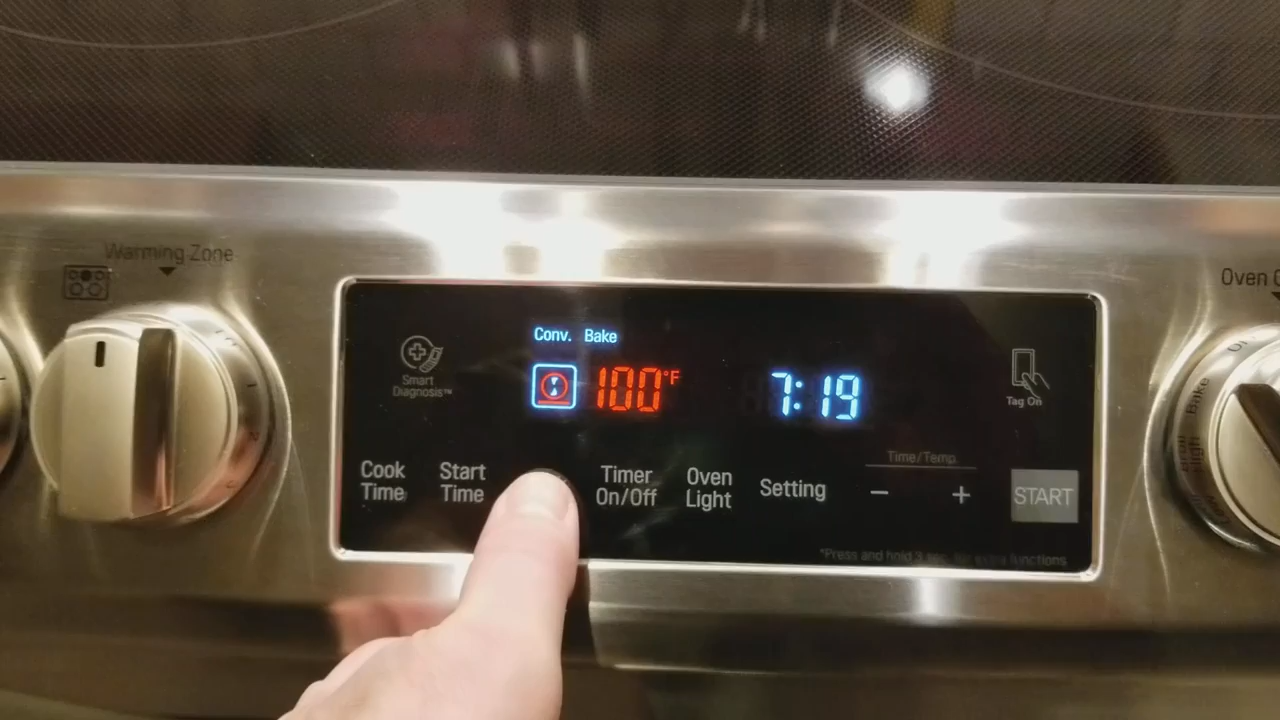 Warming Zone
Oven
Conv. Bake
Smart
Diagnosis™
100°F
7:19
Tag On
Cook
Time
Start
Time
Timer
On/Off
Oven
Light
Setting
Time/Temp
−
+
START
*Press and hold 3 sec. for extra functions
Bake
Broil
High